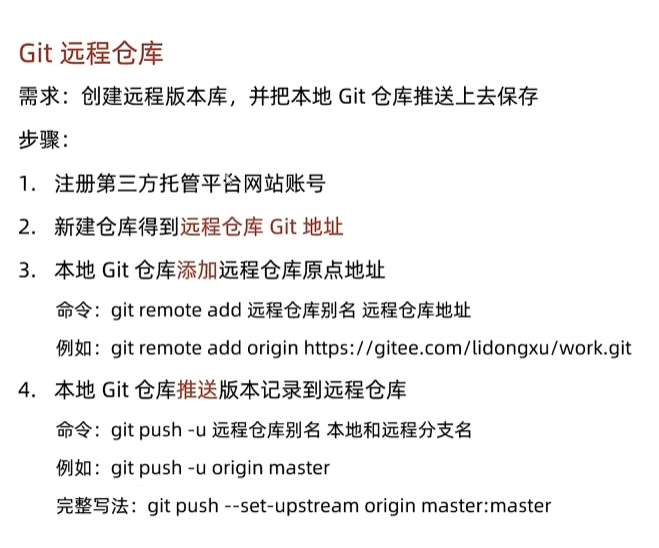 Git 远程仓库
需求：创建远程版本库，并把本地 Git 仓库推送上去保存
步骤：
1. 注册第三方托管平台网站账号
2. 新建仓库得到远程仓库 Git 地址
3. 本地 Git 仓库添加远程仓库原点地址
命令：git remote add 远程仓库别名 远程仓库地址
例如：git remote add origin https://gitee.com/lidongxu/work.git
4. 本地 Git 仓库推送版本记录到远程仓库
命令：git push -u 远程仓库别名 本地和远程分支名
例如：git push -u origin master
完整写法：git push --set-upstream origin master:master